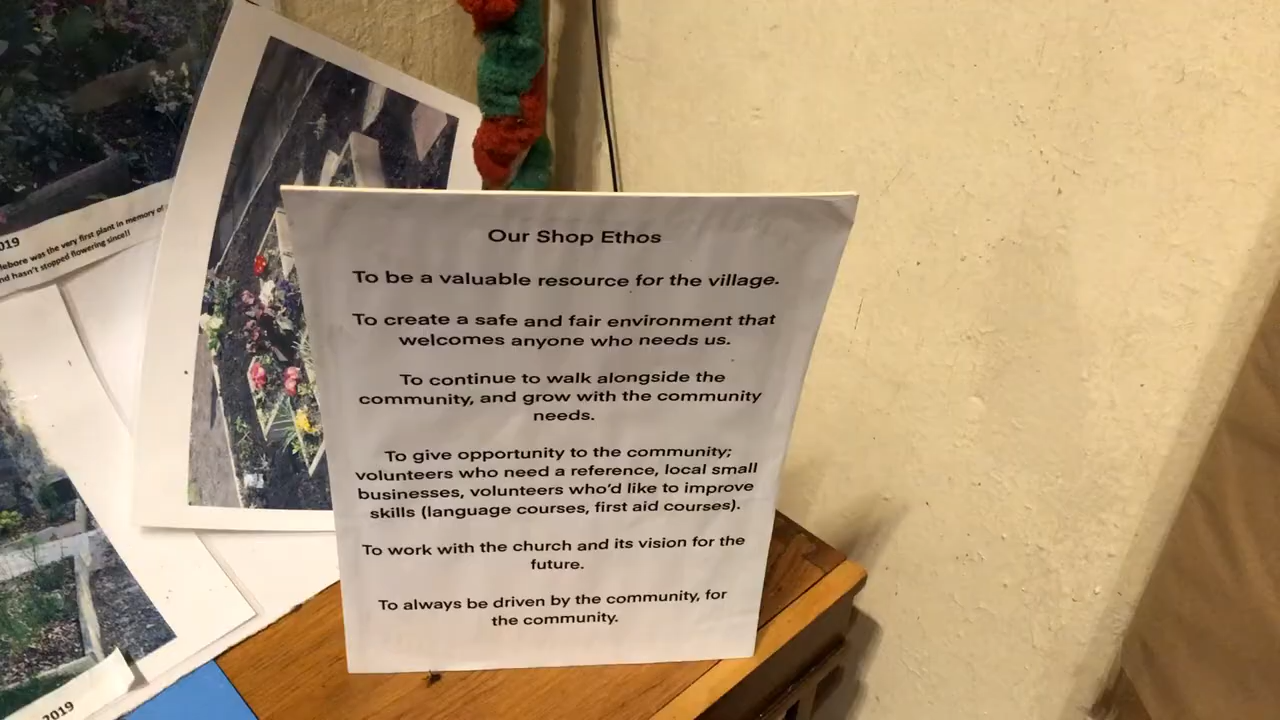 2019
lebore was the very first plant in memory of
nd hasn't stopped flowering since!!
Our Shop Ethos
To be a valuable resource for the village.
To create a safe and fair environment that
welcomes anyone who needs us.
To continue to walk alongside the
community, and grow with the community
needs.
To give opportunity to the community;
volunteers who need a reference, local small
businesses, volunteers who'd like to improve
skills (language courses, first aid courses).
To work with the church and its vision for the
future.
To always be driven by the community, for
the community.
2019